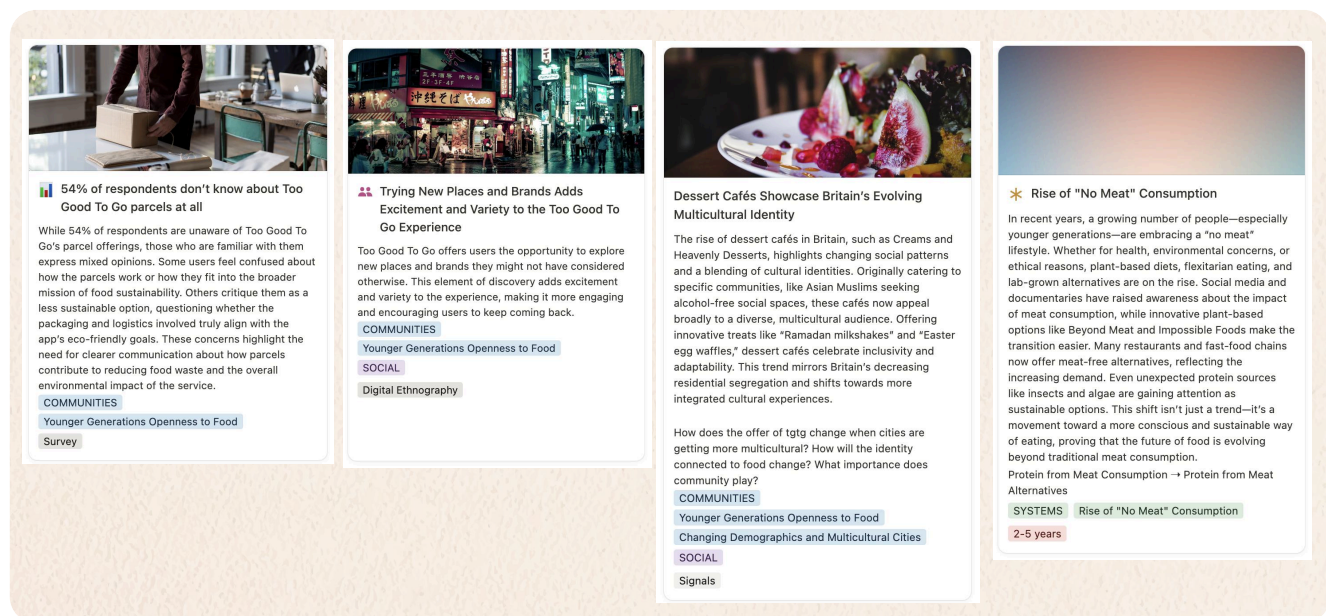 54% of respondents don't know about Too
Good To Go parcels at all
While 54% of respondents are unaware of Too Good To
Go's parcel offerings, those who are familiar with them
express mixed opinions. Some users feel confused about
how the parcels work or how they fit into the broader
mission of food sustainability. Others critique them as a
less sustainable option, questioning whether the
packaging and logistics involved truly align with the
app's eco-friendly goals. These concerns highlight the
need for clearer communication about how parcels
contribute to reducing food waste and the overall
environmental impact of the service.
COMMUNITIES
Younger Generations Openness to Food
Survey
沖縄そば
Trying New Places and Brands Adds
Excitement and Variety to the Too Good To
Go Experience
Too Good To Go offers users the opportunity to explore
new places and brands they might not have considered
otherwise. This element of discovery adds excitement
and variety to the experience, making it more engaging
and encouraging users to keep coming back.
COMMUNITIES
Younger Generations Openness to Food
SOCIAL
Digital Ethnography
Dessert Cafés Showcase Britain's Evolving
Multicultural Identity
The rise of dessert cafés in Britain, such as Creams and
Heavenly Desserts, highlights changing social patterns
and a blending of cultural identities. Originally catering to
specific communities, like Asian Muslims seeking
alcohol-free social spaces, these cafés now appeal
broadly to a diverse, multicultural audience. Offering
innovative treats like “Ramadan milkshakes” and “Easter
egg waffles,” dessert cafés celebrate inclusivity and
adaptability. This trend mirrors Britain's decreasing
residential segregation and shifts towards more
integrated cultural experiences.
How does the offer of tgtg change when cities are
getting more multicultural? How will the identity
connected to food change? What importance does
community play?
COMMUNITIES
Younger Generations Openness to Food
Changing Demographics and Multicultural Cities
SOCIAL
Signals
Rise of "No Meat" Consumption
In recent years, a growing number of people—especially
younger generations—are embracing a “no meat”
lifestyle. Whether for health, environmental concerns, or
ethical reasons, plant-based diets, flexitarian eating, and
lab-grown alternatives are on the rise. Social media and
documentaries have raised awareness about the impact
of meat consumption, while innovative plant-based
options like Beyond Meat and Impossible Foods make the
transition easier. Many restaurants and fast-food chains
now offer meat-free alternatives, reflecting the
increasing demand. Even unexpected protein sources
like insects and algae are gaining attention as
sustainable options. This shift isn't just a trend—it's a
movement toward a more conscious and sustainable way
of eating, proving that the future of food is evolving
beyond traditional meat consumption.
Protein from Meat Consumption → Protein from Meat
Alternatives
SYSTEMS Rise of "No Meat" Consumption
2-5 years